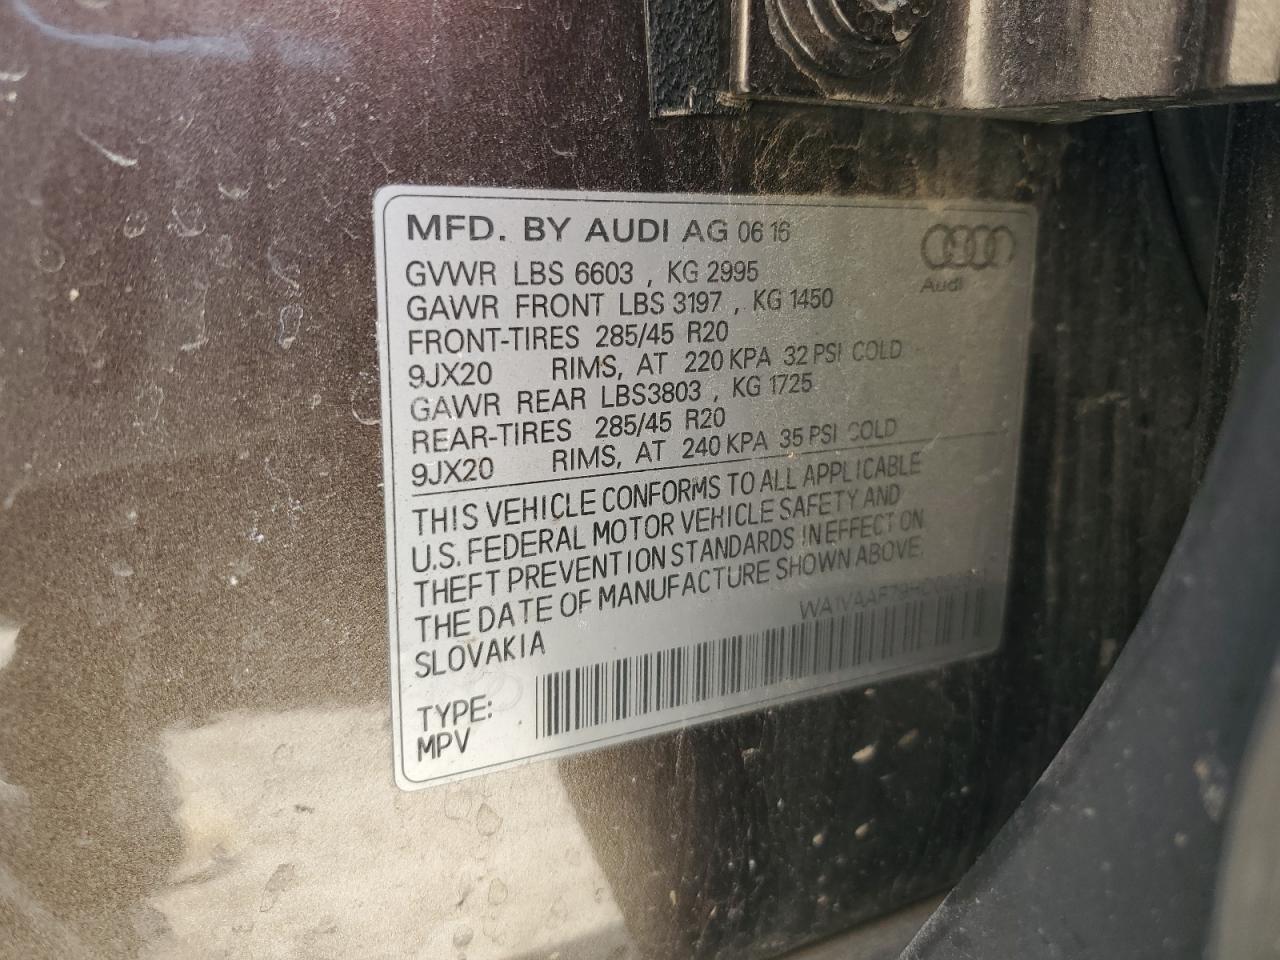 MFD. BY AUDI AG 06 16
Audi
GVWR LBS 6603 , KG 2995
GAWR FRONT LBS 3197 , KG 1450
FRONT-TIRES 285/45 R20
9JX20 RIMS, AT 220 KPA 32 PSI COLD
GAWR REAR LBS3803 , KG 1725
REAR-TIRES 285/45 R20
9JX20 RIMS, AT 240 KPA 35 PSI COLD
THIS VEHICLE CONFORMS TO ALL APPLICABLE
U.S. FEDERAL MOTOR VEHICLE SAFETY AND
THEFT PREVENTION STANDARDS IN EFFECT ON
THE DATE OF MANUFACTURE SHOWN ABOVE.
SLOVAKIA
TYPE:
MPV